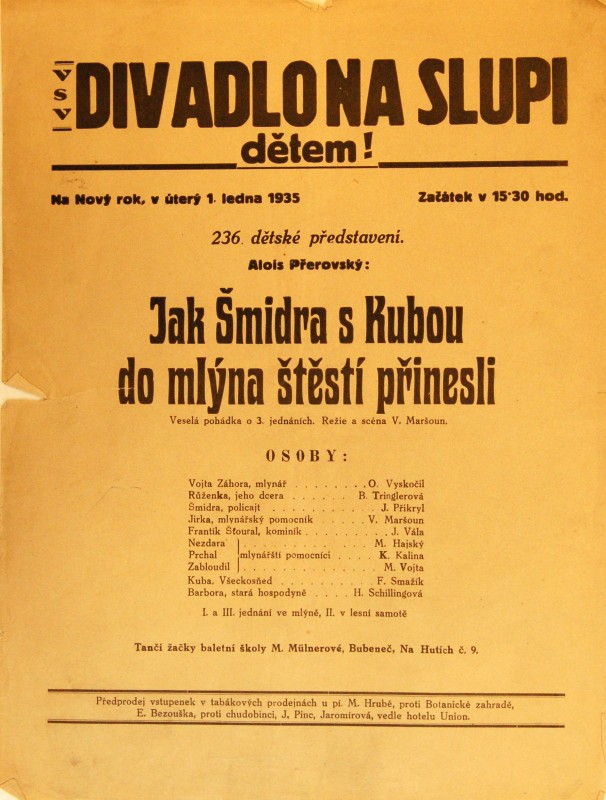 VSV DIVADLO NA SLUPI
dětem!
Na Nový rok, v úterý 1. ledna 1935 Začátek v 15·30 hod.
236. dětské představení.
Alois Přerovský:
Jak Šmidra s Kubou
do mlýna štěstí přinesli
Veselá pohádka o 3. jednáních. Režie a scéna V. Maršoun.
OSOBY:
Vojta Záhora, mlynář . . . . . . . . O. Vyskočil
Růženka, jeho dcera . . . . . . B. Tringlerová
Šmidra, policajt . . . . . . . . . . . J. Přikryl
Jirka, mlynářský pomocník . . . . . V. Maršoun
Frantík Šťoural, kominík . . . . . . . . . . J. Vála
Nezdara . . . . . . . . . . . . . M. Hajský
Prchal mlynářští pomocníci . . . . K. Kalina
Zabloudil . . . . . . . . . . . . . . M. Vojta
Kuba, Všeckosňed . . . . . . . . . . F. Smažík
Barbora, stará hospodyně . . . . H. Schillingová
I. a III. jednání ve mlýně, II. v lesní samotě
Tančí žačky baletní školy M. Mülnerové, Bubeneč, Na Hutích č. 9.
Předprodej vstupenek v tabákových prodejnách u pí. M. Hrubé, proti Botanické zahradě,
E. Bezouška, proti chudobinci, J. Pinc, Jaromírová, vedle hotelu Union.